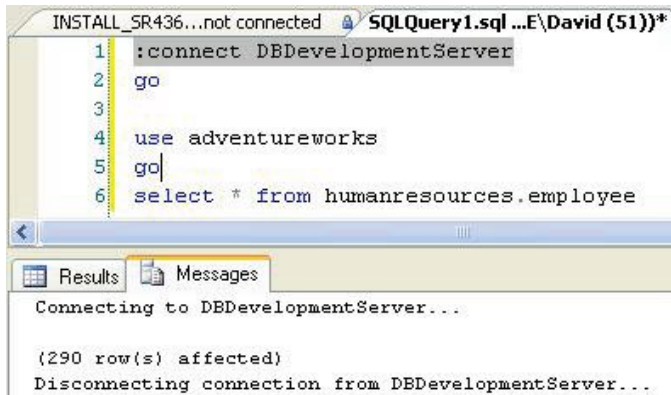 INSTALL_SR436...not connected SQLQuery1.sql ...E\David (51))*
1 :connect DBDevelopmentServer
2 go
3
4 use adventureworks
5 go
6 select * from humanresources.employee
Results Messages
Connecting to DBDevelopmentServer...
(290 row(s) affected)
Disconnecting connection from DBDevelopmentServer...